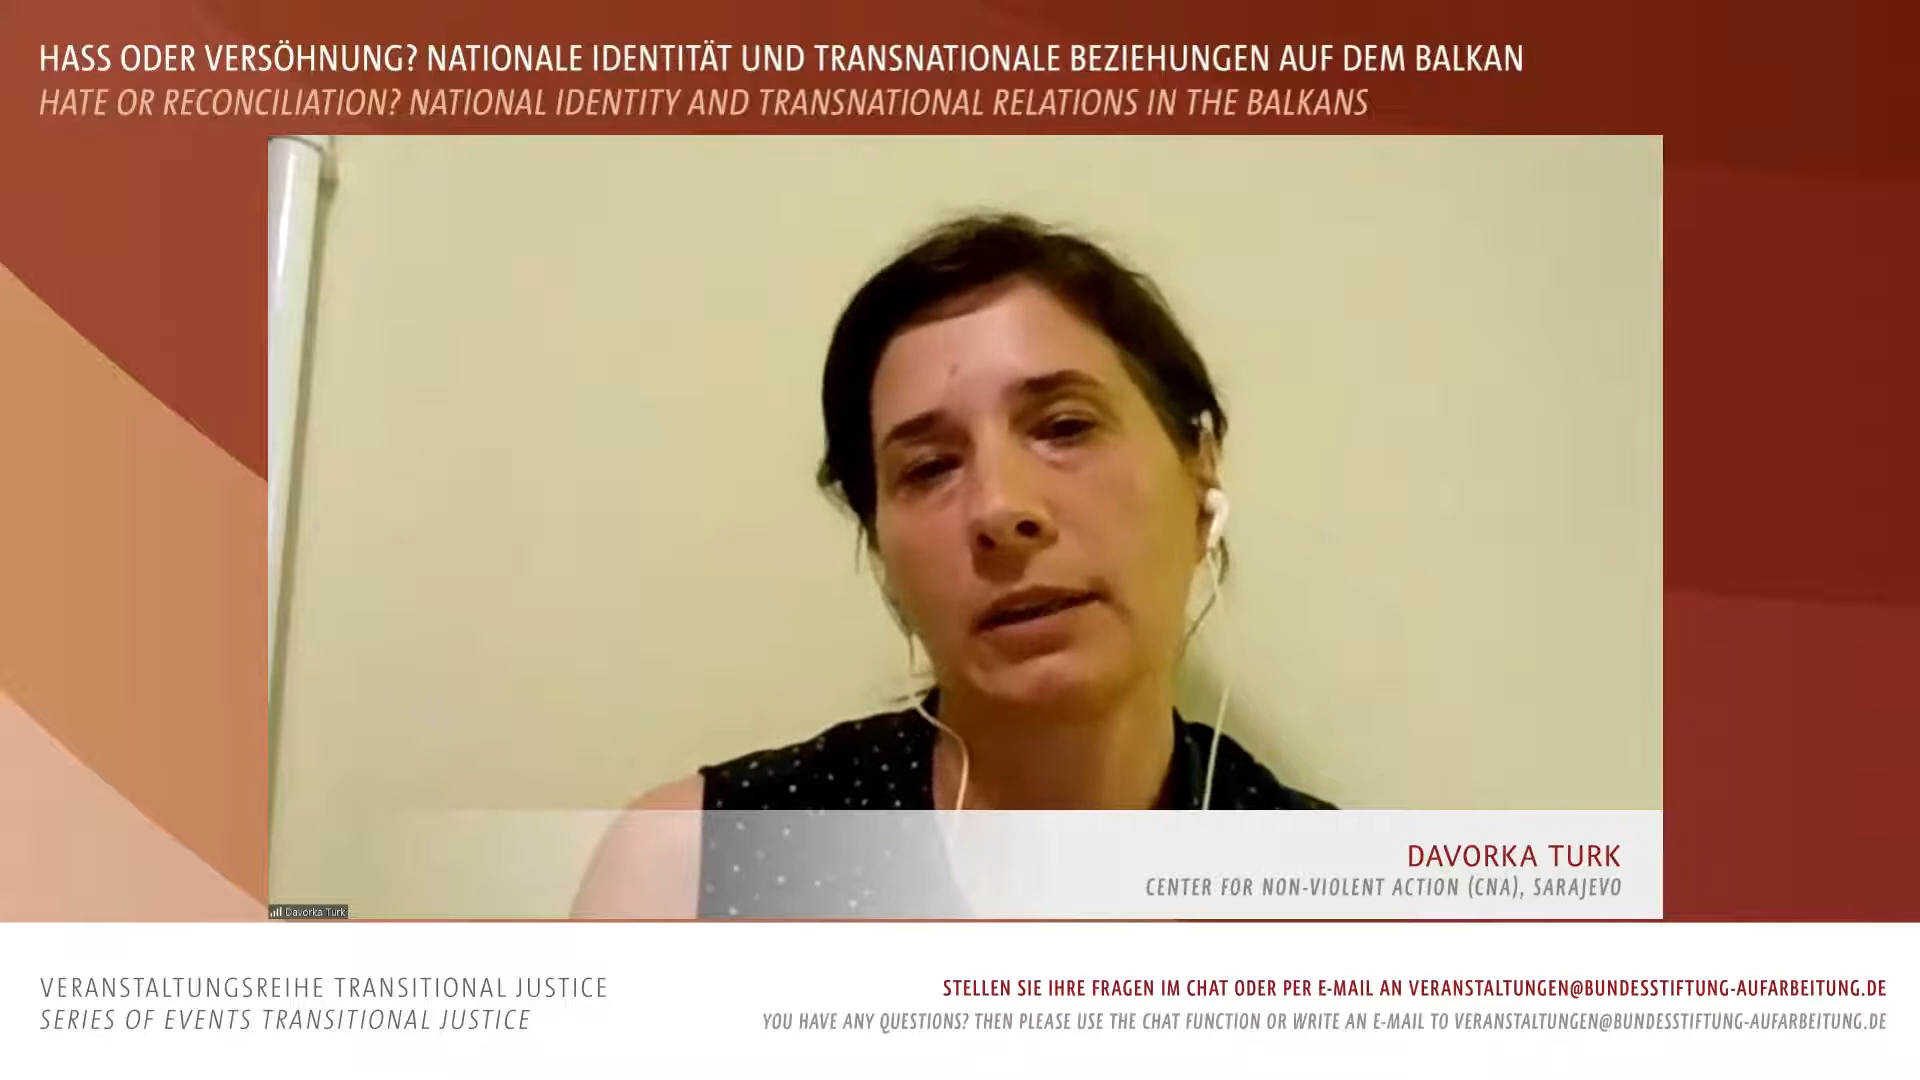 HASS ODER VERSÖHNUNG? NATIONALE IDENTITÄT UND TRANSNATIONALE BEZIEHUNGEN AUF DEM BALKAN
HATE OR RECONCILIATION? NATIONAL IDENTITY AND TRANSNATIONAL RELATIONS IN THE BALKANS
DAVORKA TURK
CENTER FOR NON-VIOLENT ACTION (CNA), SARAJEVO
Davorka Turk
VERANSTALTUNGSREIHE TRANSITIONAL JUSTICE
SERIES OF EVENTS TRANSITIONAL JUSTICE
STELLEN SIE IHRE FRAGEN IM CHAT ODER PER E-MAIL AN VERANSTALTUNGEN@BUNDESSTIFTUNG-AUFARBEITUNG.DE
YOU HAVE ANY QUESTIONS? THEN PLEASE USE THE CHAT FUNCTION OR WRITE AN E-MAIL TO VERANSTALTUNGEN@BUNDESSTIFTUNG-AUFARBEITUNG.DE